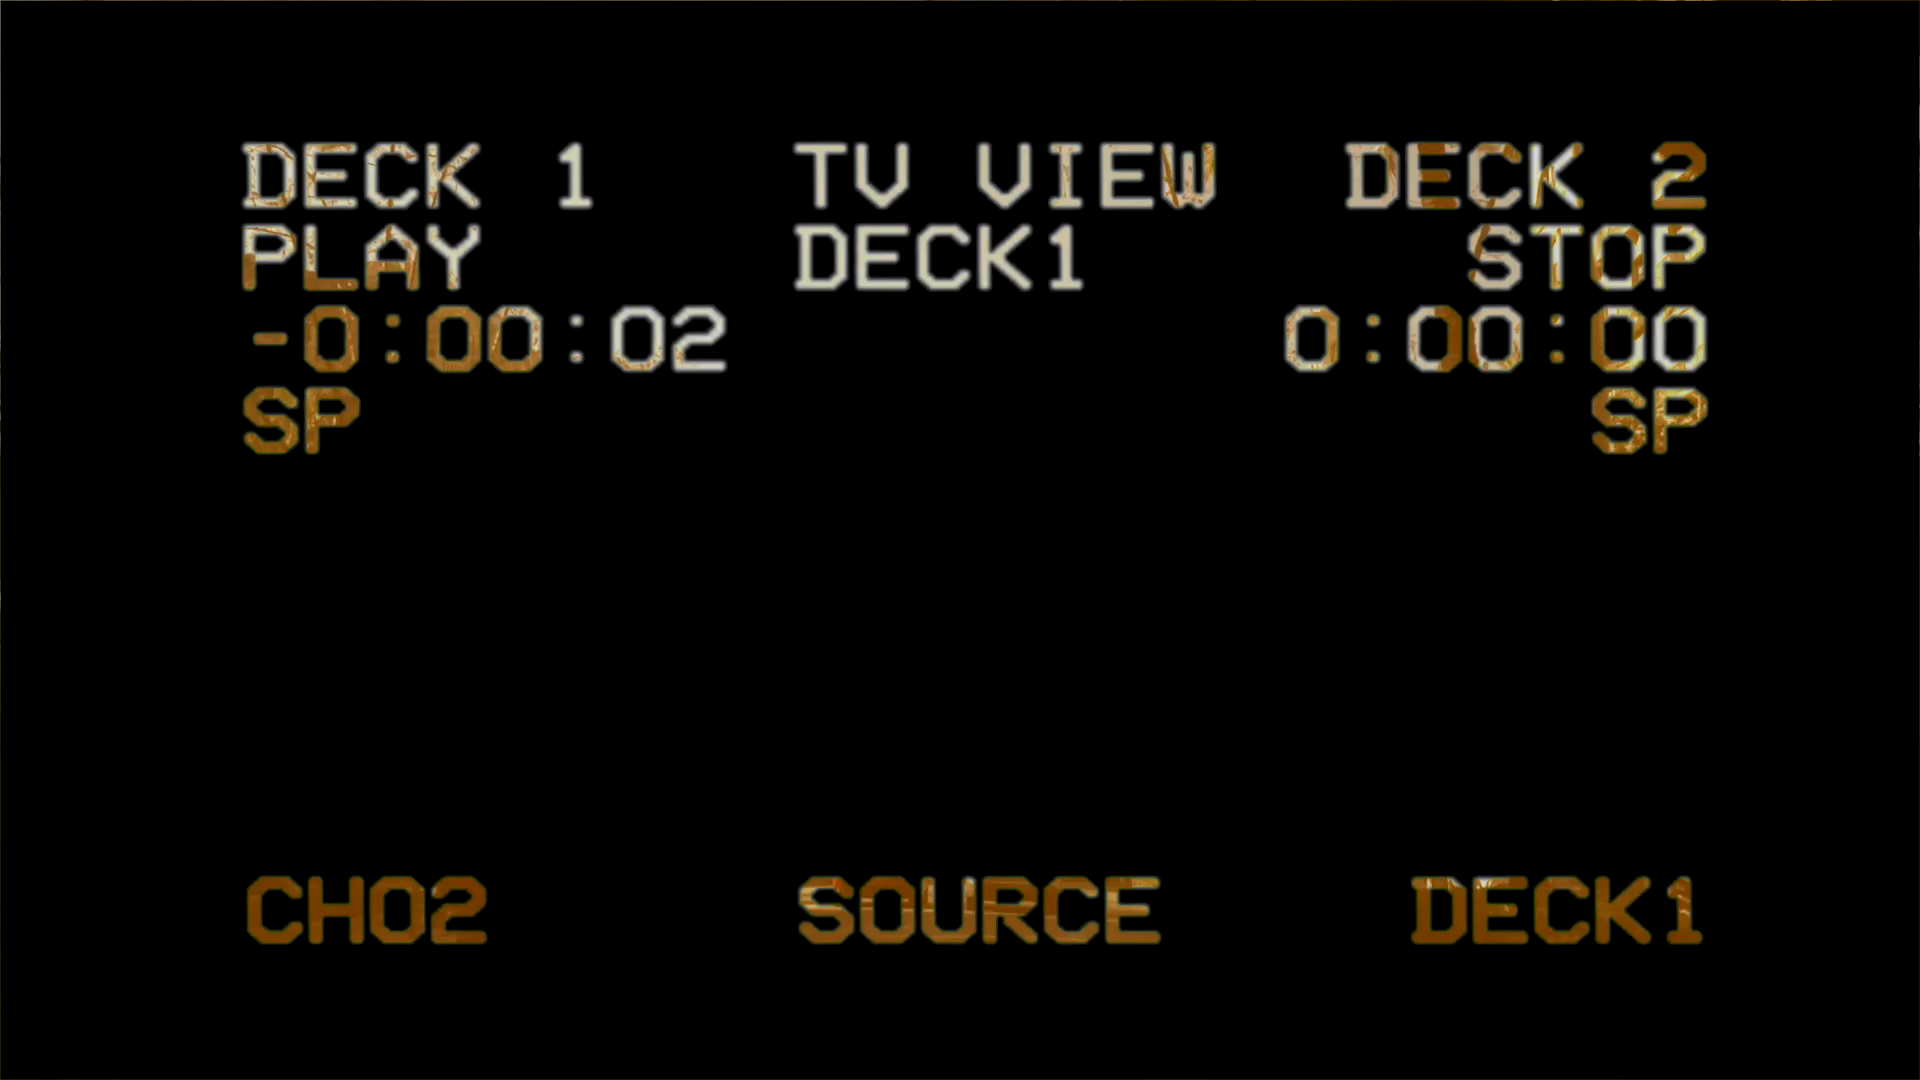 DECK 1 TV VIEW DECK 2
PLAY DECK1 STOP
-0:00:02 0:00:00
SP SP
CH02 SOURCE DECK1